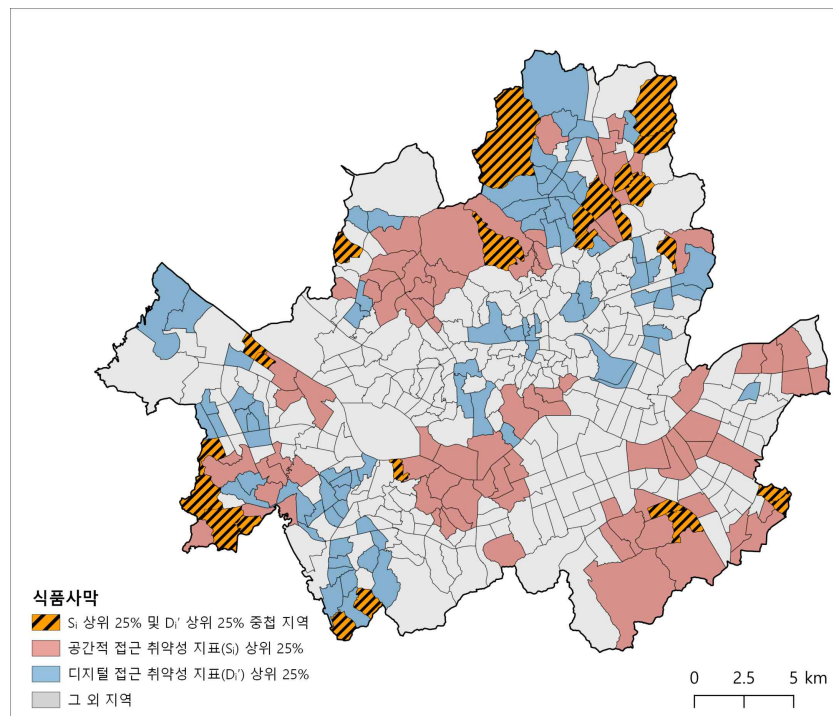 식품사막
Sᵢ 상위 25% 및 Dᵢ′ 상위 25% 중첩 지역
공간적 접근 취약성 지표(Sᵢ) 상위 25%
디지털 접근 취약성 지표(Dᵢ′) 상위 25%
그 외 지역
0 2.5 5 km